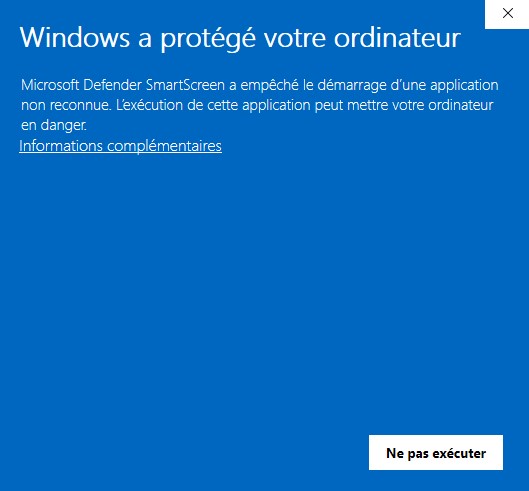 Windows a protégé votre ordinateur
Microsoft Defender SmartScreen a empêché le démarrage d’une application
non reconnue. L’exécution de cette application peut mettre votre ordinateur
en danger.
Informations complémentaires
Ne pas exécuter